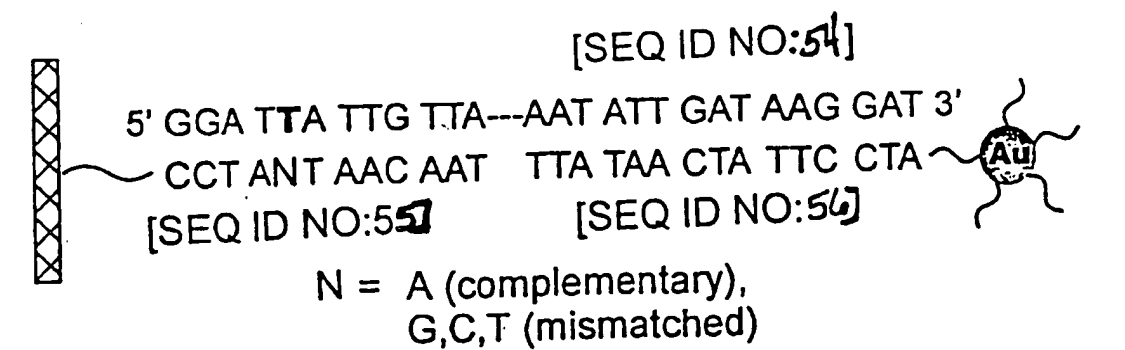 [SEQ ID NO:54]
5' GGA TTA TTG TTA---AAT ATT GAT AAG GAT 3'
CCT ANT AAC AAT TTA TAA CTA TTC CTA
Au
[SEQ ID NO:55] [SEQ ID NO:56]
N = A (complementary),
G,C,T (mismatched)